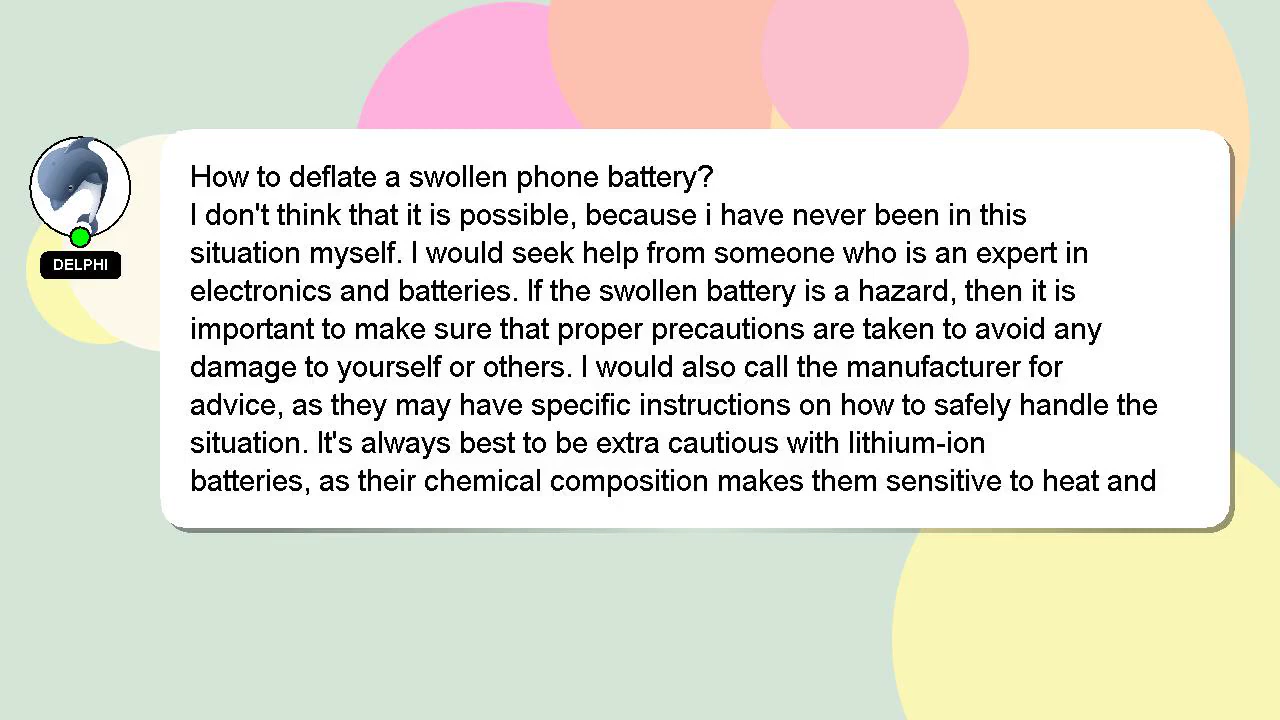 How to deflate a swollen phone battery?
I don't think that it is possible, because i have never been in this
situation myself. I would seek help from someone who is an expert in
electronics and batteries. If the swollen battery is a hazard, then it is
important to make sure that proper precautions are taken to avoid any
damage to yourself or others. I would also call the manufacturer for
advice, as they may have specific instructions on how to safely handle the
situation. It's always best to be extra cautious with lithium-ion
batteries, as their chemical composition makes them sensitive to heat and
DELPHI